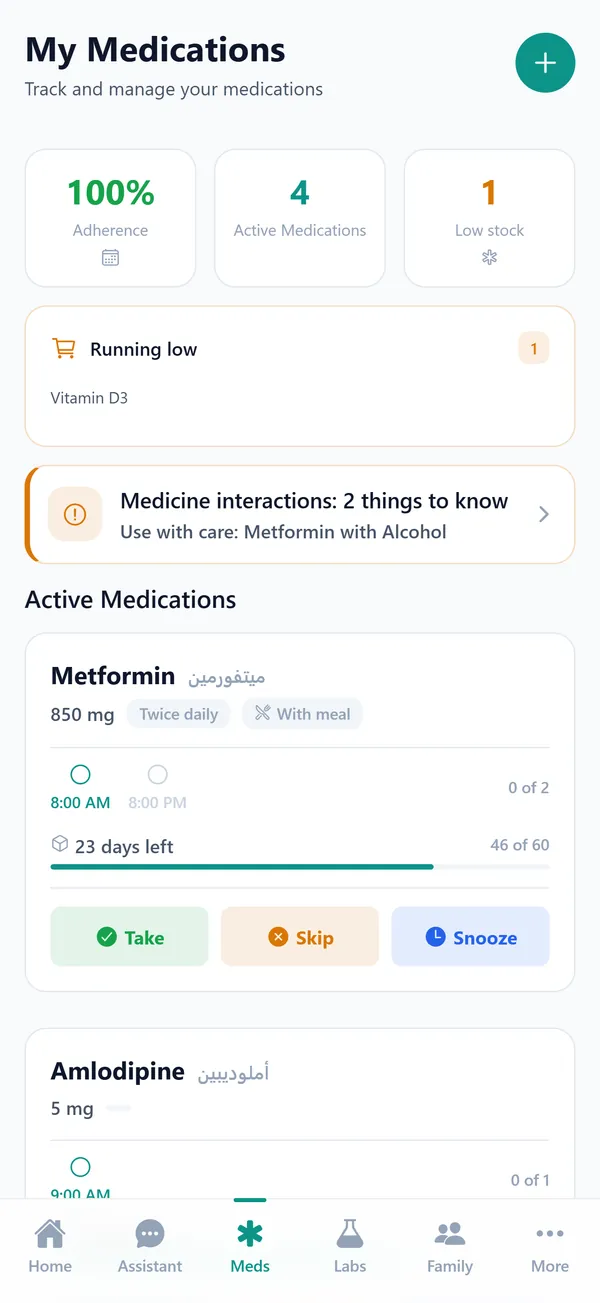 My Medications
Track and manage your medications
100%
Adherence
4
Active Medications
1
Low stock
Running low
1
Vitamin D3
Medicine interactions: 2 things to know
Use with care: Metformin with Alcohol
Active Medications
Metformin ميتفورمين
850 mg Twice daily With meal
8:00 AM 8:00 PM 0 of 2
23 days left 46 of 60
Take Skip Snooze
Amlodipine أملوديبين
5 mg
0 of 1
9:00 AM
Home Assistant Meds Labs Family More